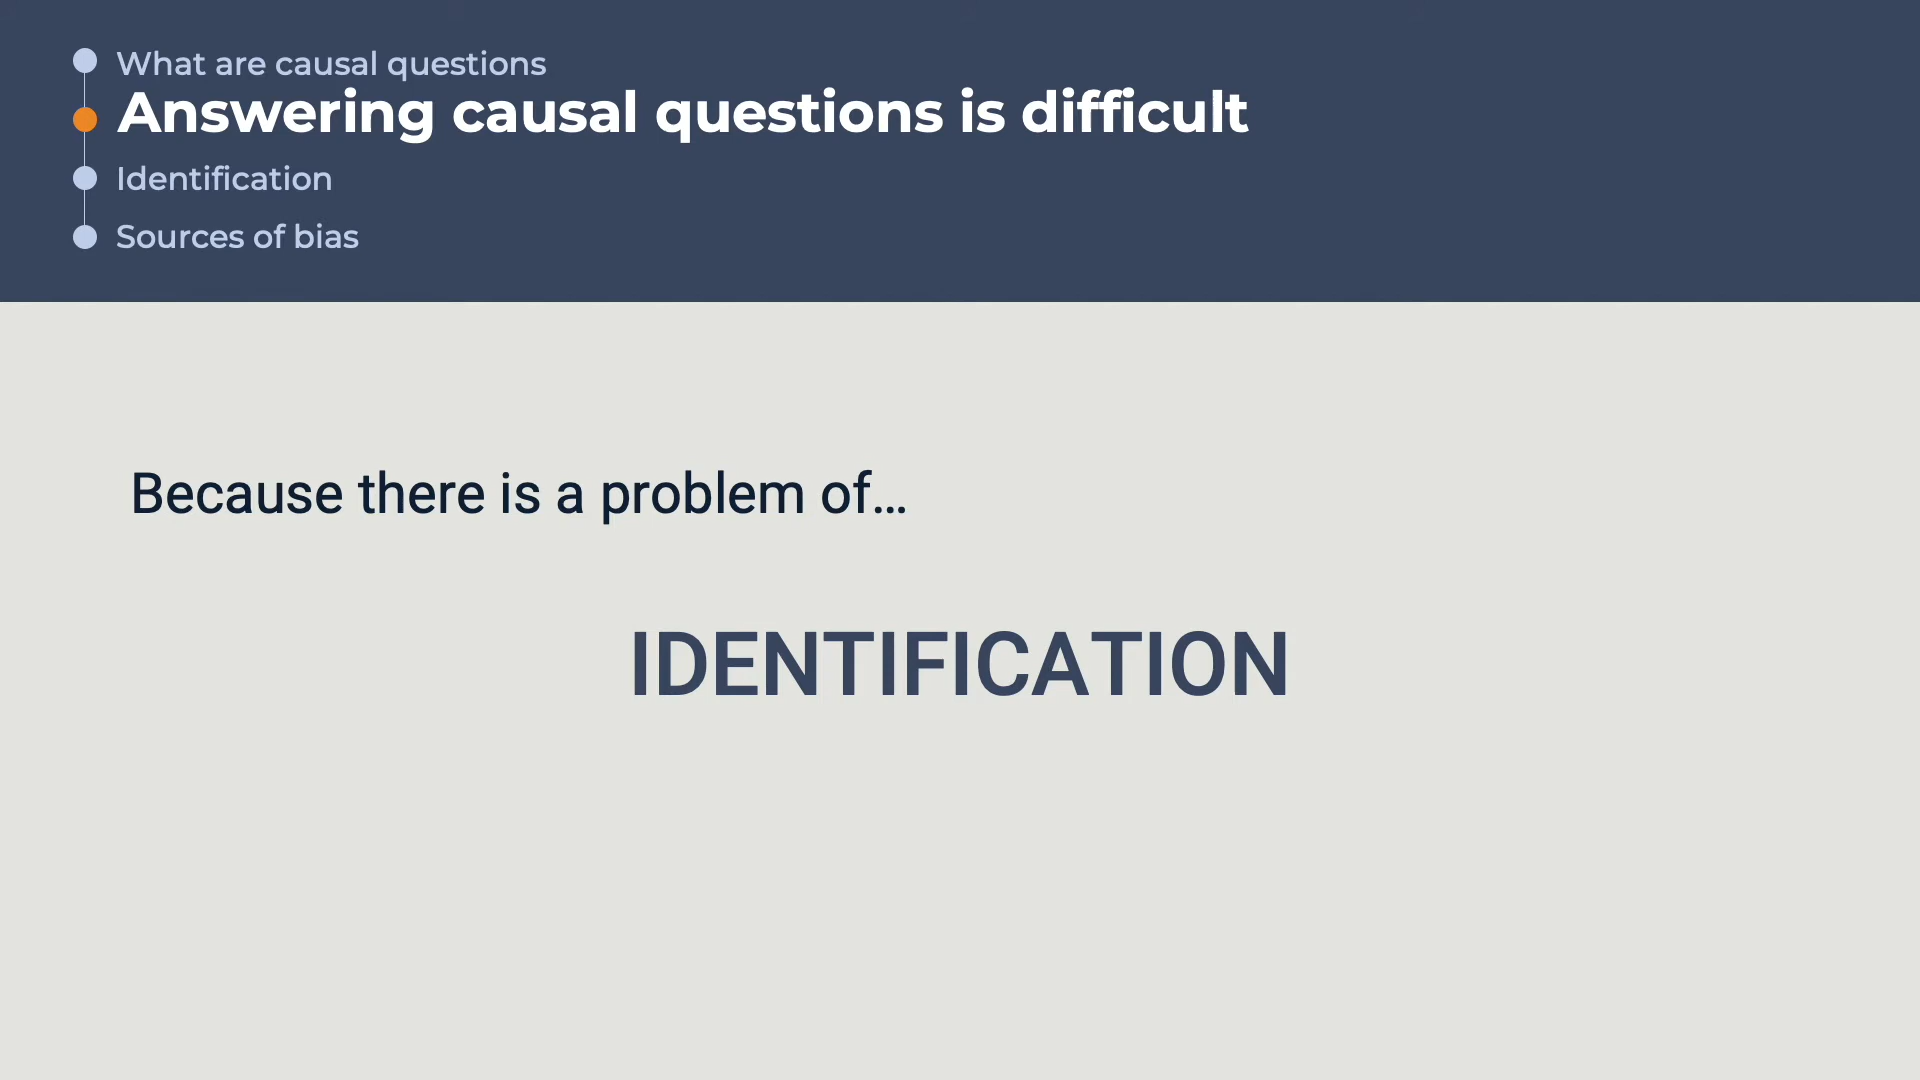 What are causal questions
Answering causal questions is difficult
Identification
Sources of bias
Because there is a problem of…
IDENTIFICATION